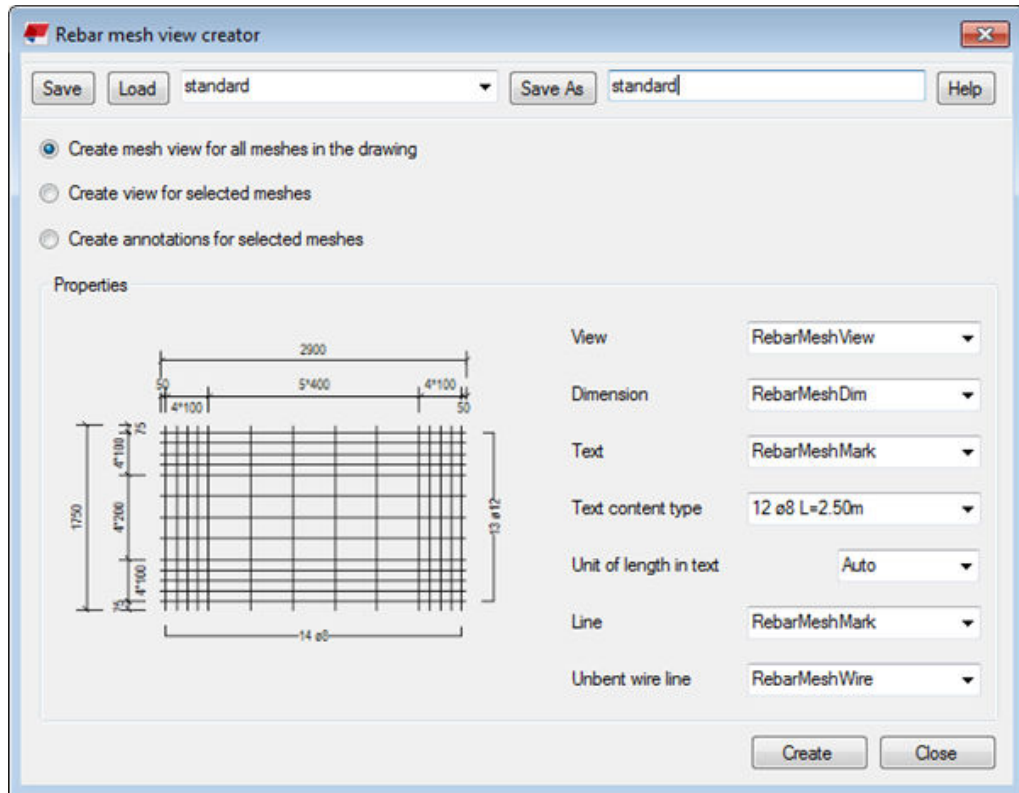 Rebar mesh view creator
Save Load standard Save As standard Help
Create mesh view for all meshes in the drawing
Create view for selected meshes
Create annotations for selected meshes
Properties
2900
50 5*400 4*100
4*100 50
75
4*100
1750
4*200
4*100
75
13 ø12
14 ø8
View RebarMeshView
Dimension RebarMeshDim
Text RebarMeshMark
Text content type 12 ø8 L=2.50m
Unit of length in text Auto
Line RebarMeshMark
Unbent wire line RebarMeshWire
Create Close